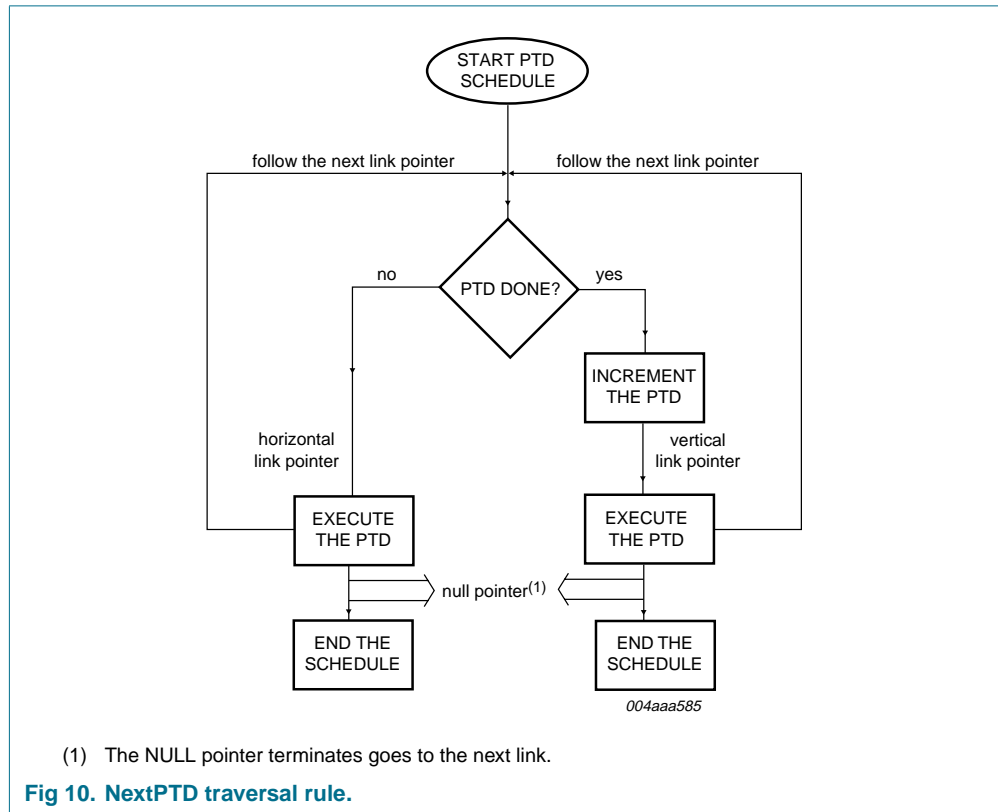 START PTD
SCHEDULE
follow the next link pointer
follow the next link pointer
no
PTD DONE?
yes
INCREMENT
THE PTD
horizontal
link pointer
vertical
link pointer
EXECUTE
THE PTD
EXECUTE
THE PTD
null pointer(1)
END THE
SCHEDULE
END THE
SCHEDULE
004aaa585
(1) The NULL pointer terminates goes to the next link.
Fig 10. NextPTD traversal rule.